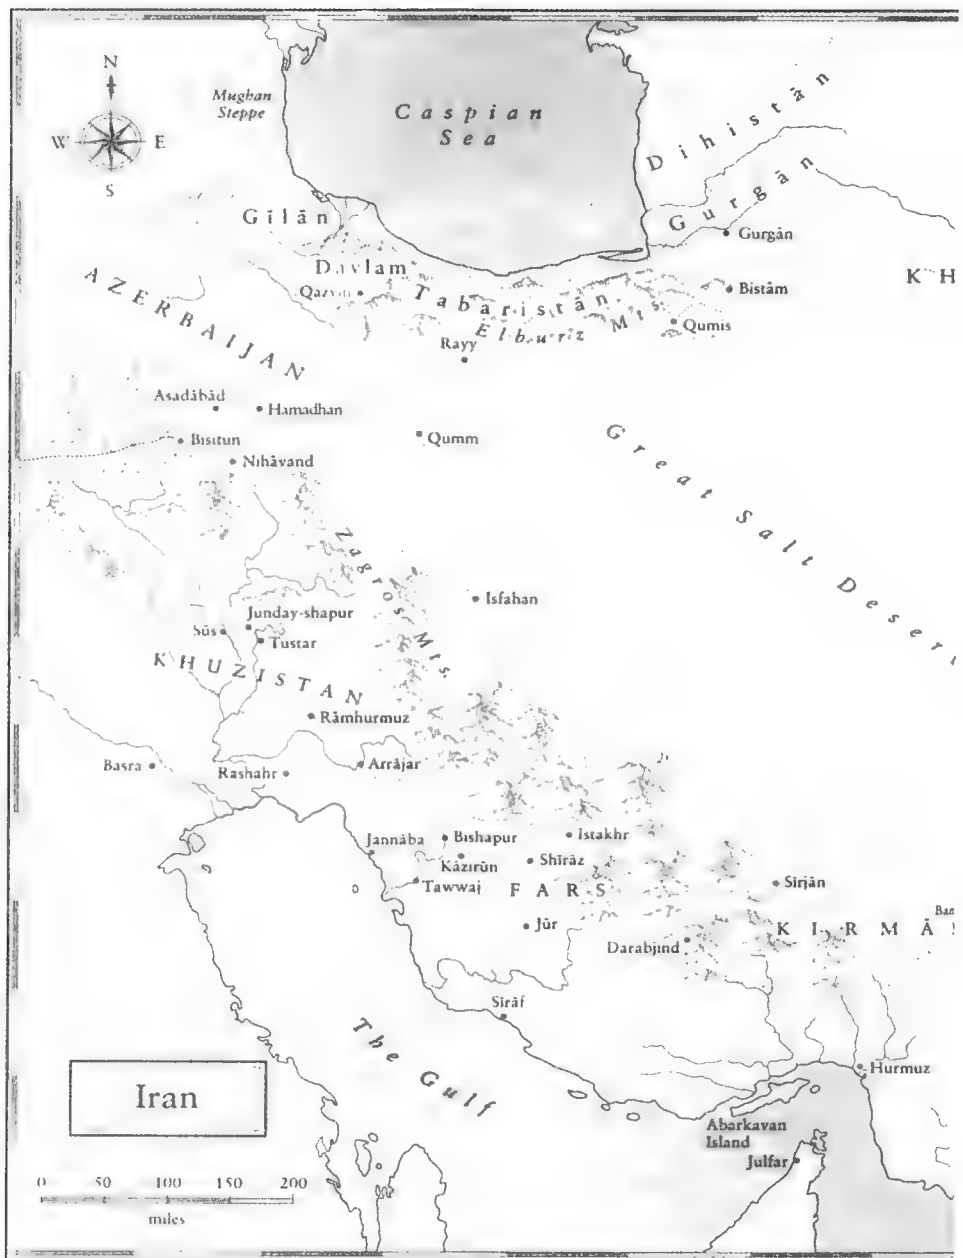 N
W
E
S
Mughan
Steppe
Caspian
Sea
Dihistān
Gurgān
Gīlān
Gurgān
Daylam
KH
Qazvin
Bistām
Tabaristān
AZERBAIJAN
Elburz Mts.
Qumis
Rayy
Asadābād
Hamadhan
Great Salt Desert
Bisitun
Qumm
Nihāvand
Zagros Mts.
Isfahan
Junday-shapur
Sūs
Tustar
KHUZISTAN
Rāmhurmuz
Basra
Rashahr
Arrājar
Jannāba
Bishapur
Istakhr
Kāzirūn
Shīrāz
Tawwaj
FARS
Sīrjān
Jūr
KIRMĀ
Darabjind
Sīrāf
The Gulf
Hurmuz
Iran
Abarkavan
Island
Julfar
0 50 100 150 200
miles